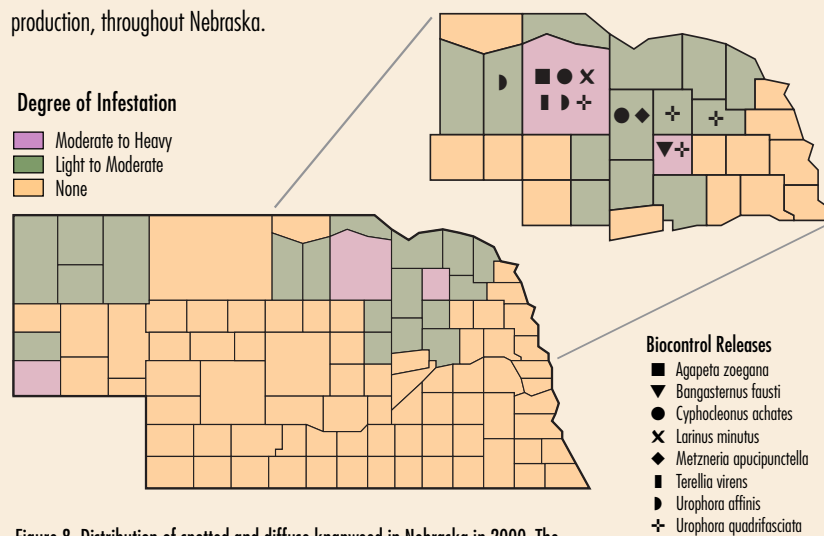 production, throughout Nebraska.
Degree of Infestation
Moderate to Heavy
Light to Moderate
None
Biocontrol Releases
Agapeta zoegana
Bangasternus fausti
Cyphocleonus achates
Larinus minutus
Metzneria apucipunctella
Terellia virens
Urophora affinis
Urophora quadrifasciata
Figure 8. Distribution of spotted and diffuse knapweed in Nebraska in 2000. The